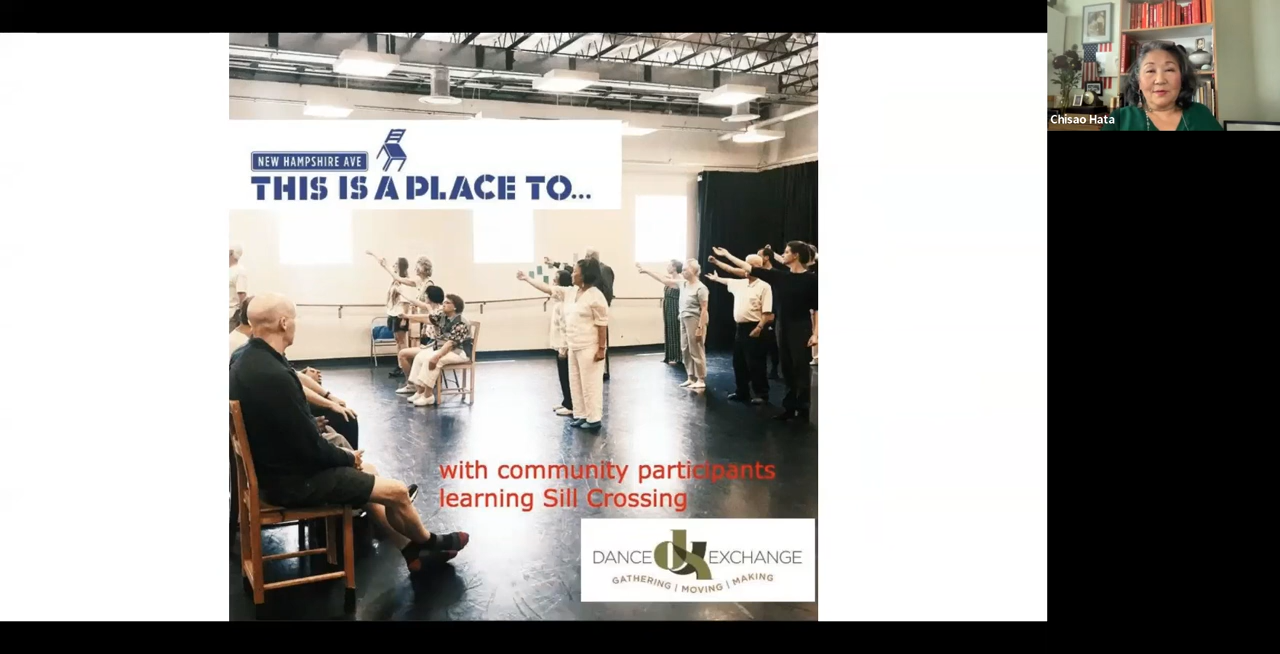 NEW HAMPSHIRE AVE
THIS IS A PLACE TO...
with community participants
learning Sill Crossing
DANCE dx EXCHANGE
GATHERING | MOVING | MAKING
Chisao Hata